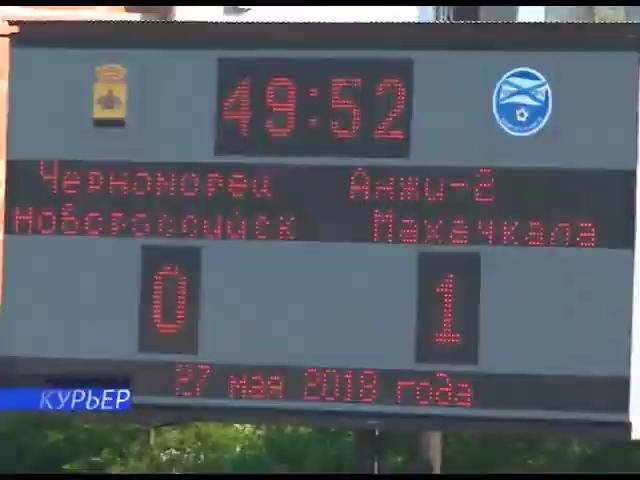 49:52
Черноморец Анжи-2
Новороссийск Махачкала
0 1
27 мая 2018 года
КУРЬЕР